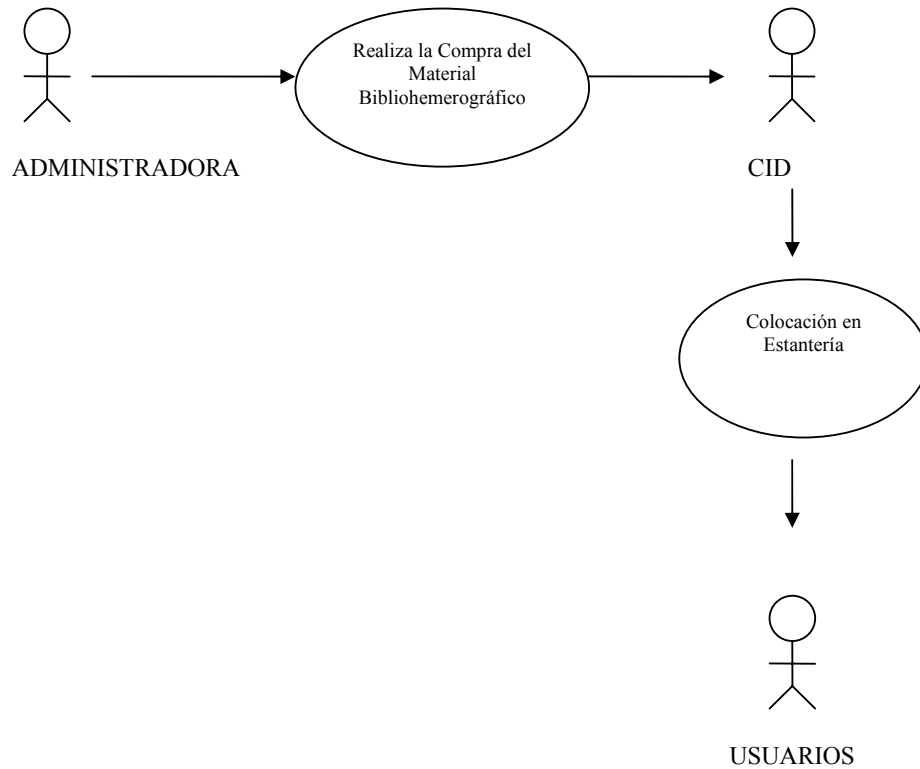 Realiza la Compra del
Material
Bibliohemerográfico
ADMINISTRADORA
CID
Colocación en
Estantería
USUARIOS